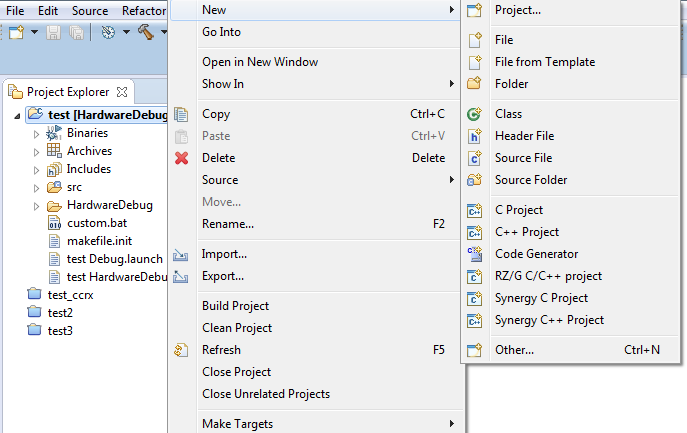 File Edit Source Refactor
Project Explorer
test [HardwareDebug
Binaries
Archives
Includes
src
HardwareDebug
custom.bat
makefile.init
test Debug.launch
test HardwareDebu
test_ccrx
test2
test3
New
Go Into
Open in New Window
Show In
Copy Ctrl+C
Paste Ctrl+V
Delete Delete
Source
Move...
Rename... F2
Import...
Export...
Build Project
Clean Project
Refresh F5
Close Project
Close Unrelated Projects
Make Targets
Project...
File
File from Template
Folder
Class
Header File
Source File
Source Folder
C Project
C++ Project
Code Generator
RZ/G C/C++ project
Synergy C Project
Synergy C++ Project
Other... Ctrl+N